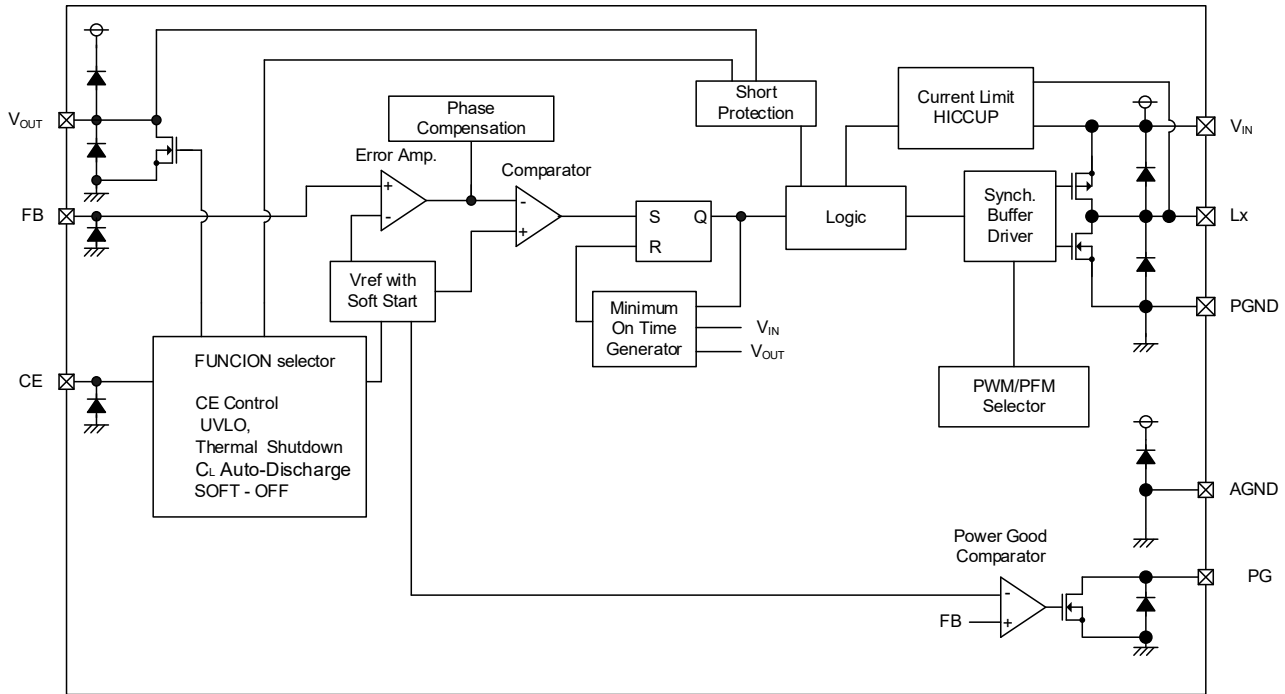 VOUT
FB
CE
Phase
Compensation
Error Amp.
+
-
Comparator
-
+
Short
Protection
Current Limit
HICCUP
VIN
Lx
PGND
AGND
PG
S
Q
R
Logic
Synch.
Buffer
Driver
Vref with
Soft Start
Minimum
On Time
Generator
VIN
VOUT
PWM/PFM
Selector
FUNCION selector
CE Control
UVLO,
Thermal Shutdown
CL Auto-Discharge
SOFT - OFF
Power Good
Comparator
-
FB
+